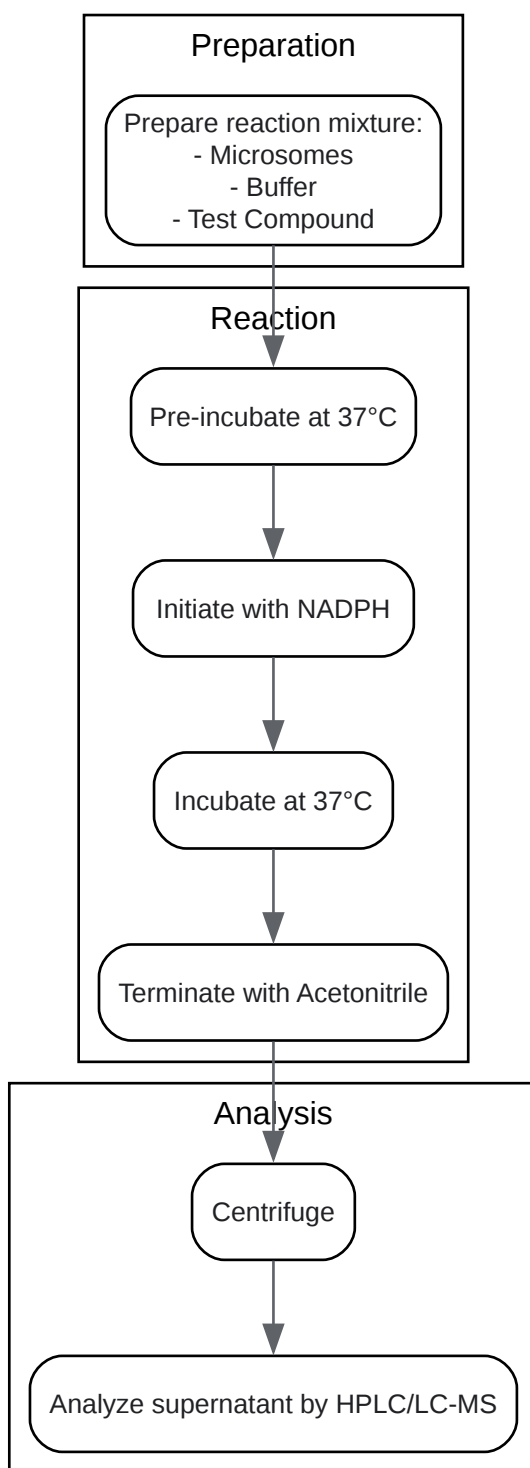 Preparation
Prepare reaction mixture:
- Microsomes
- Buffer
- Test Compound
Reaction
Pre-incubate at 37°C
Initiate with NADPH
Incubate at 37°C
Terminate with Acetonitrile
Analysis
Centrifuge
Analyze supernatant by HPLC/LC-MS